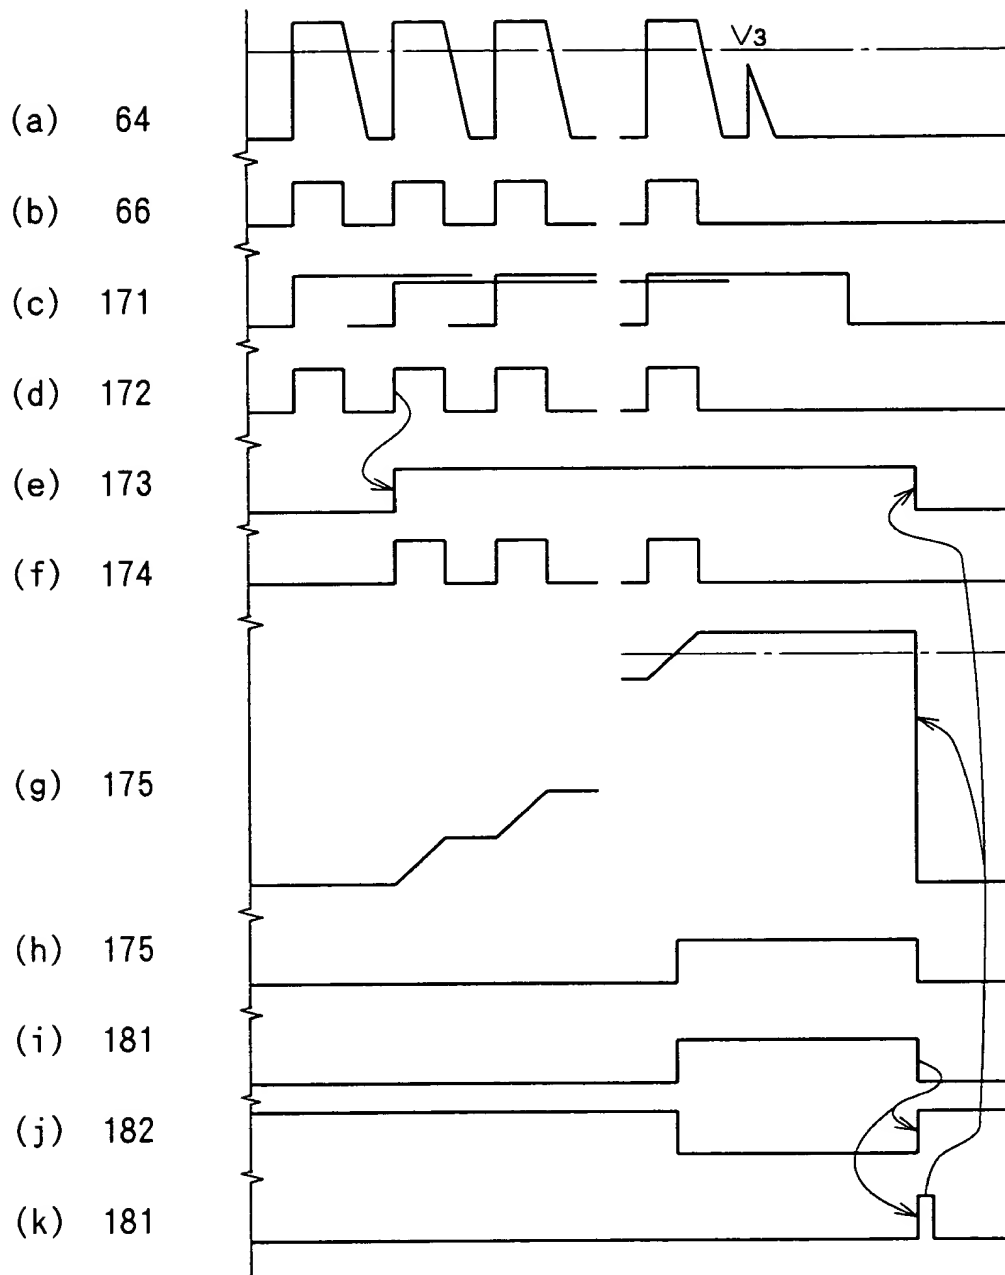 V3
(a) 64
(b) 66
(c) 171
(d) 172
(e) 173
(f) 174
(g) 175
(h) 175
(i) 181
(j) 182
(k) 181